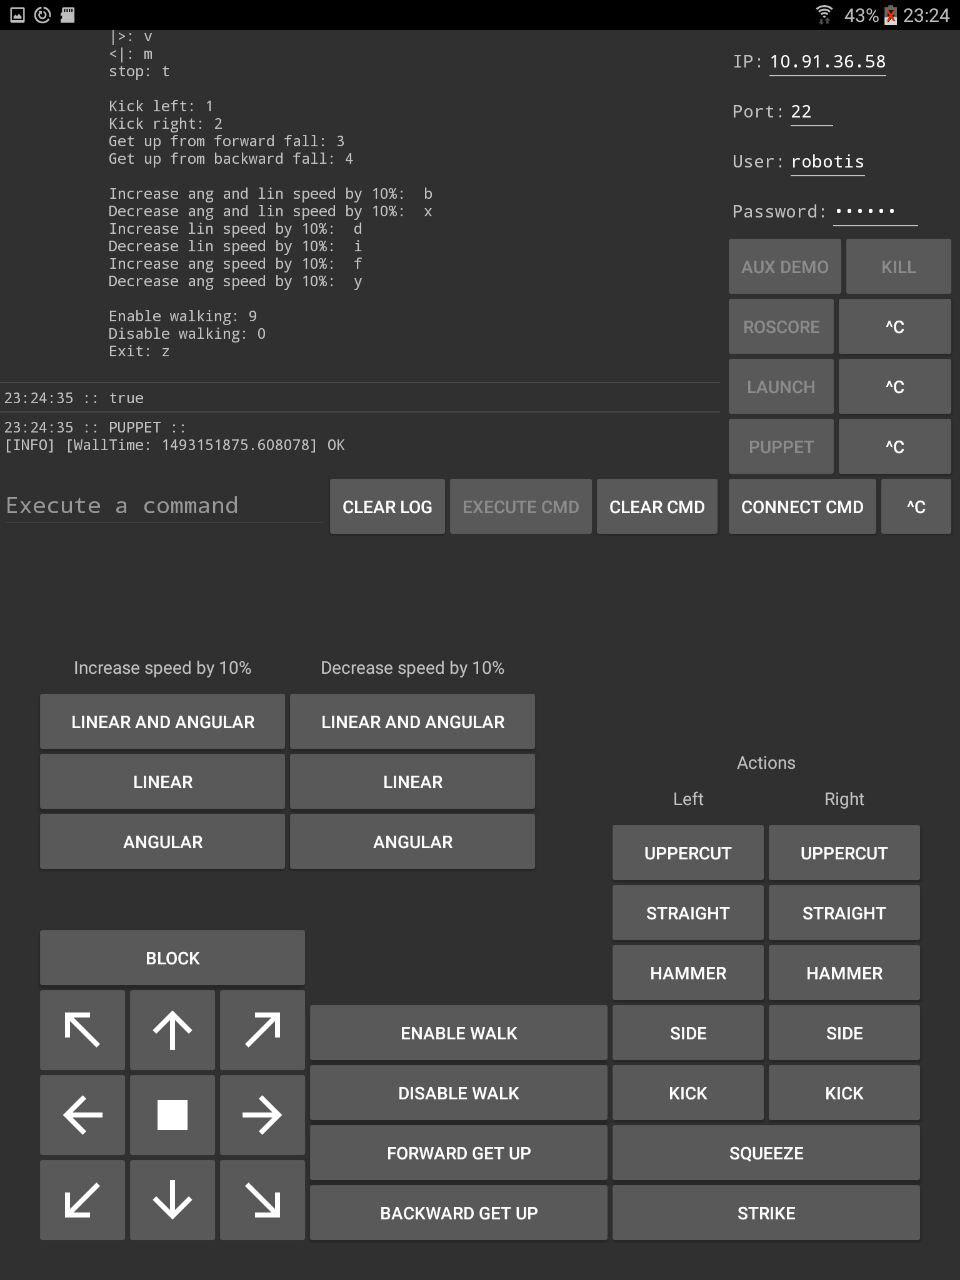 43% 23:24
|>: v
<|: m
stop: t
Kick left: 1
Kick right: 2
Get up from forward fall: 3
Get up from backward fall: 4
Increase ang and lin speed by 10%: b
Decrease ang and lin speed by 10%: x
Increase lin speed by 10%: d
Decrease lin speed by 10%: i
Increase ang speed by 10%: f
Decrease ang speed by 10%: y
Enable walking: 9
Disable walking: 0
Exit: z
23:24:35 :: true
23:24:35 :: PUPPET ::
[INFO] [WallTime: 1493151875.608078] OK
IP: 10.91.36.58
Port: 22
User: robotis
Password: ••••••
AUX DEMO KILL
ROSCORE ^C
LAUNCH ^C
PUPPET ^C
Execute a command CLEAR LOG EXECUTE CMD CLEAR CMD CONNECT CMD ^C
Increase speed by 10% Decrease speed by 10%
LINEAR AND ANGULAR LINEAR AND ANGULAR
LINEAR LINEAR
ANGULAR ANGULAR
Actions
Left Right
UPPERCUT UPPERCUT
STRAIGHT STRAIGHT
HAMMER HAMMER
SIDE SIDE
KICK KICK
SQUEEZE
STRIKE
BLOCK
ENABLE WALK
DISABLE WALK
FORWARD GET UP
BACKWARD GET UP